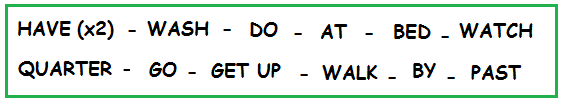 HAVE (x2) - WASH - DO - AT - BED - WATCH
QUARTER - GO - GET UP - WALK - BY - PAST